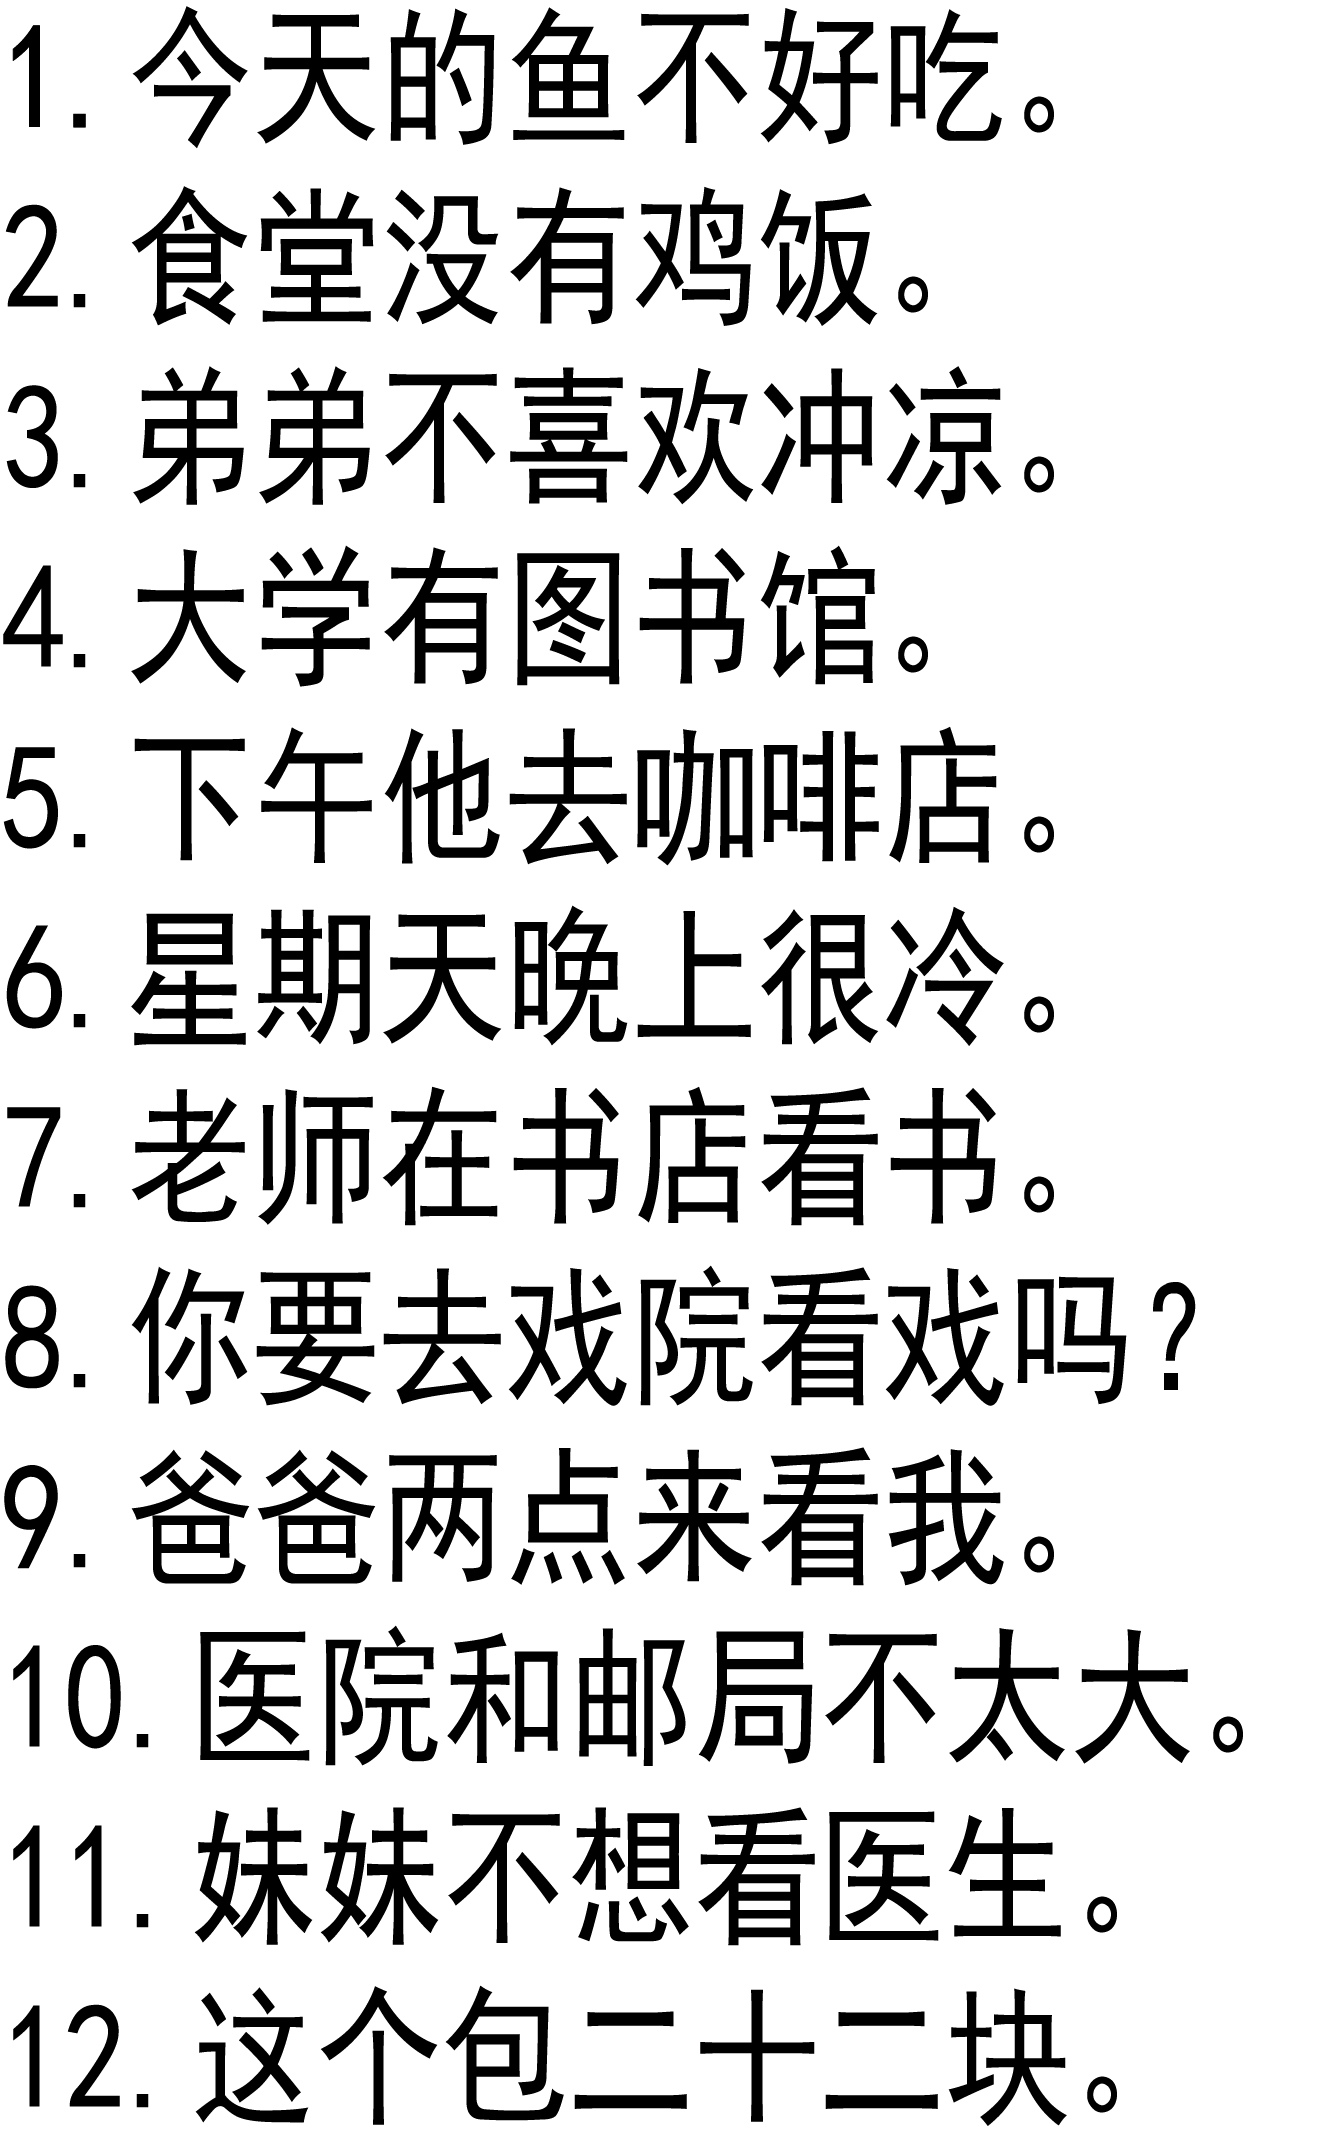 1.今天的鱼不好吃。
2.食堂没有鸡饭。
3.弟弟不喜欢冲凉。
4.大学有图书馆。
5.下午他去咖啡店。
6.星期天晚上很冷。
7.老师在书店看书。
8.你要去戏院看戏吗?
9.爸爸两点来看我。
10.医院和邮局不太大。
11.妹妹不想看医生。
12.这个包二十二块。